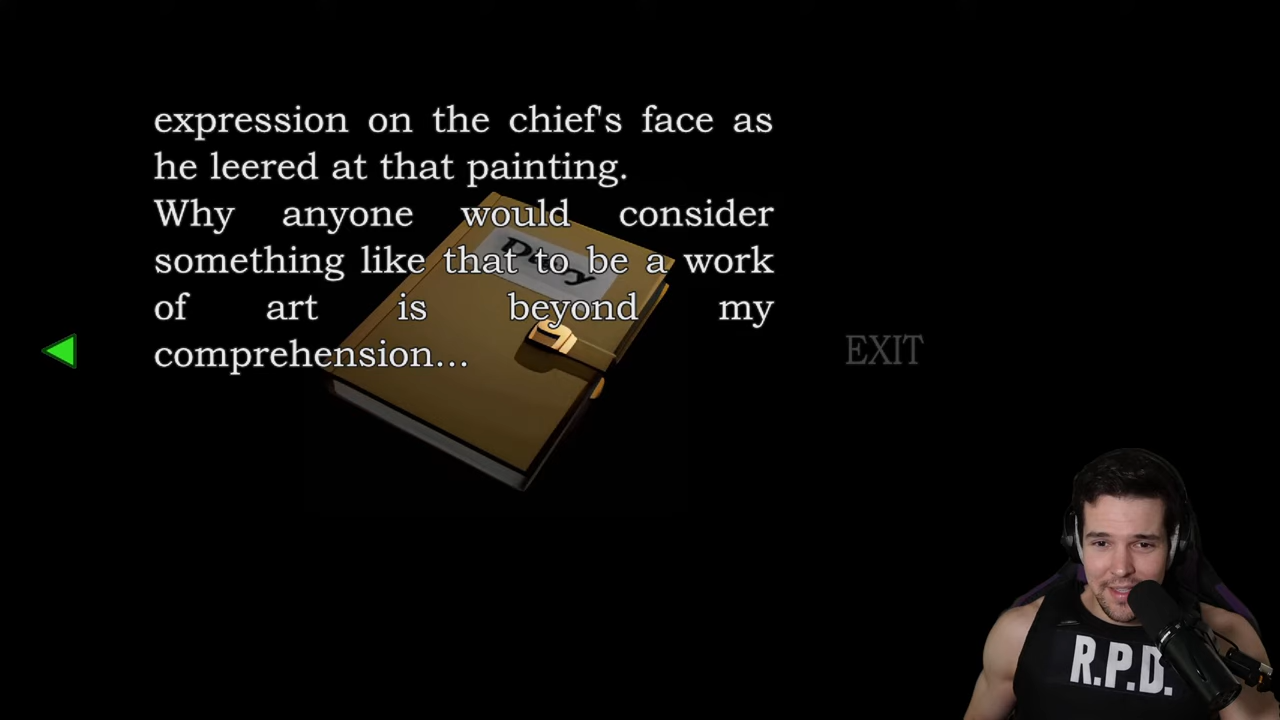 expression on the chief's face as
he leered at that painting.
Why anyone would consider
something like that to be a work
of art is beyond my
comprehension...
Diary
EXIT
R.P.D.